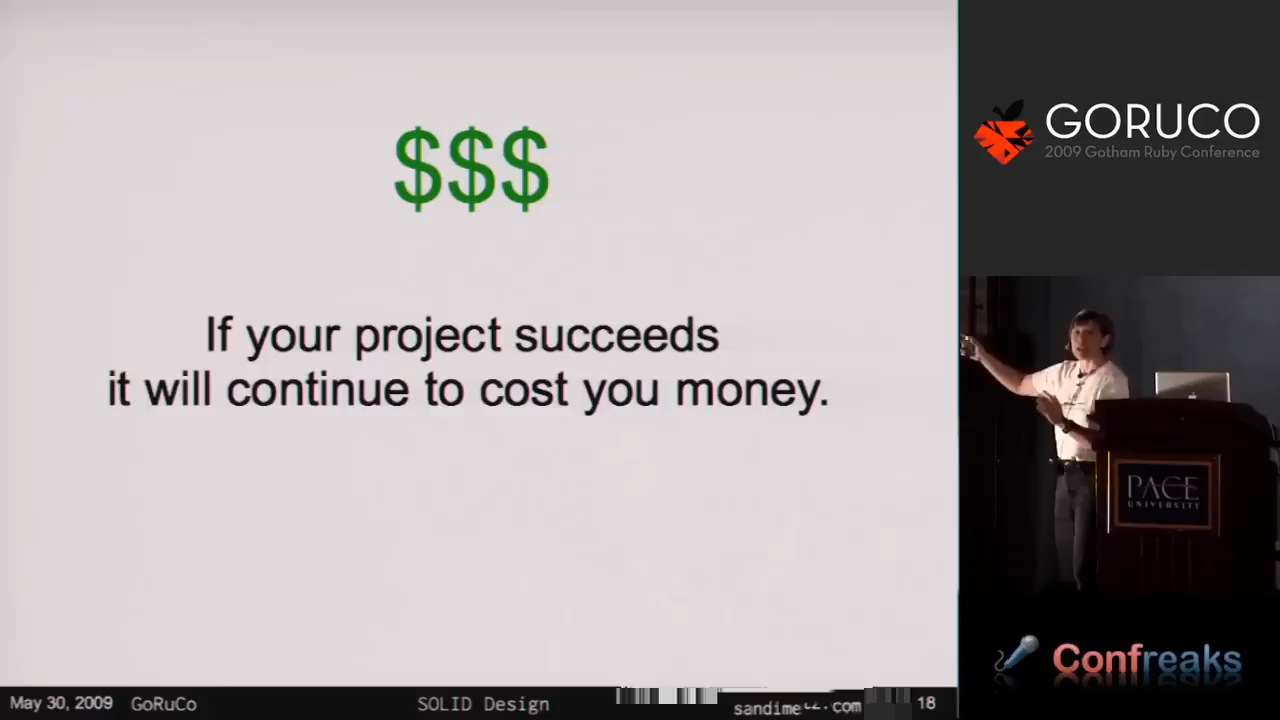 $$$
If your project succeeds
it will continue to cost you money.
May 30, 2009 GoRuCo SOLID Design 18
GORUCO
2009 Gotham Ruby Conference
PACE
UNIVERSITY
Confreaks